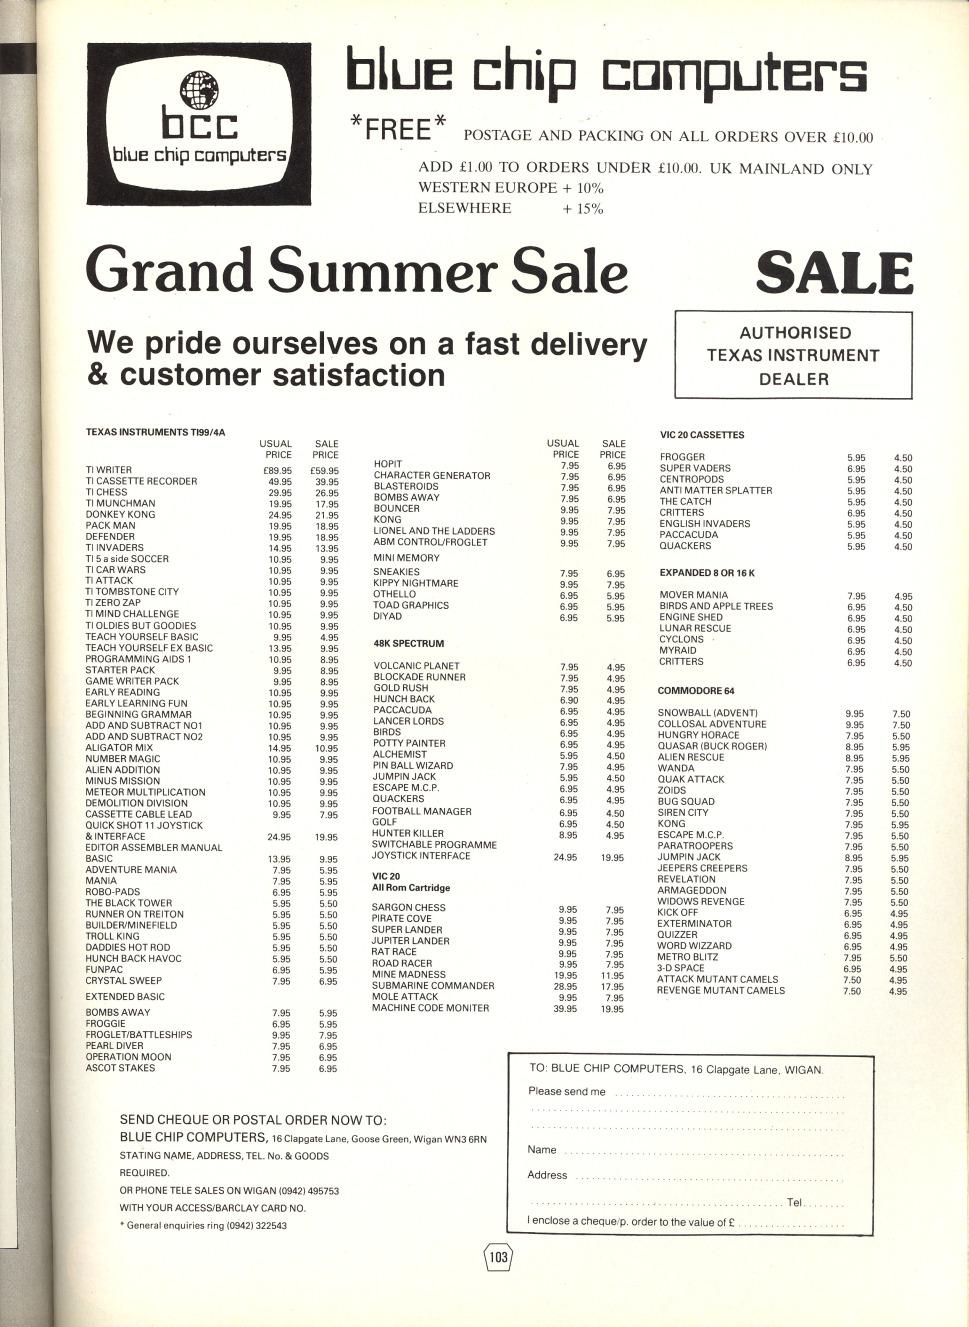 bcc
blue chip computers
blue chip computers
*FREE* POSTAGE AND PACKING ON ALL ORDERS OVER £10.00
ADD £1.00 TO ORDERS UNDER £10.00. UK MAINLAND ONLY
WESTERN EUROPE + 10%
ELSEWHERE + 15%
Grand Summer Sale SALE
We pride ourselves on a fast delivery
& customer satisfaction
AUTHORISED
TEXAS INSTRUMENT
DEALER
TEXAS INSTRUMENTS TI99/4A
USUAL SALE
PRICE PRICE
TI WRITER £89.95 £59.95
TI CASSETTE RECORDER 49.95 39.95
TI CHESS 29.95 26.95
TI MUNCHMAN 19.95 17.95
DONKEY KONG 24.95 21.95
PACK MAN 19.95 18.95
DEFENDER 19.95 18.95
TI INVADERS 14.95 13.95
TI 5 a side SOCCER 10.95 9.95
TI CAR WARS 10.95 9.95
TI ATTACK 10.95 9.95
TI TOMBSTONE CITY 10.95 9.95
TI ZERO ZAP 10.95 9.95
TI MIND CHALLENGE 10.95 9.95
TI OLDIES BUT GOODIES 10.95 9.95
TEACH YOURSELF BASIC 9.95 4.95
TEACH YOURSELF EX BASIC 13.95 9.95
PROGRAMMING AIDS 1 10.95 8.95
STARTER PACK 9.95 8.95
GAME WRITER PACK 9.95 8.95
EARLY READING 10.95 9.95
EARLY LEARNING FUN 10.95 9.95
BEGINNING GRAMMAR 10.95 9.95
ADD AND SUBTRACT NO1 10.95 9.95
ADD AND SUBTRACT NO2 10.95 9.95
ALIGATOR MIX 14.95 10.95
NUMBER MAGIC 10.95 9.95
ALIEN ADDITION 10.95 9.95
MINUS MISSION 10.95 9.95
METEOR MULTIPLICATION 10.95 9.95
DEMOLITION DIVISION 10.95 9.95
CASSETTE CABLE LEAD 9.95 7.95
QUICK SHOT 11 JOYSTICK
& INTERFACE 24.95 19.95
EDITOR ASSEMBLER MANUAL
BASIC 13.95 9.95
ADVENTURE MANIA 7.95 5.95
MANIA 7.95 5.95
ROBO-PADS 6.95 5.95
THE BLACK TOWER 5.95 5.50
RUNNER ON TREITON 5.95 5.50
BUILDER/MINEFIELD 5.95 5.50
TROLL KING 5.95 5.50
DADDIES HOT ROD 5.95 5.50
HUNCH BACK HAVOC 5.95 5.50
FUNPAC 6.95 5.95
CRYSTAL SWEEP 7.95 6.95
EXTENDED BASIC
BOMBS AWAY 7.95 5.95
FROGGIE 6.95 5.95
FROGLET/BATTLESHIPS 9.95 7.95
PEARL DIVER 7.95 6.95
OPERATION MOON 7.95 6.95
ASCOT STAKES 7.95 6.95
USUAL SALE
PRICE PRICE
HOPIT 7.95 6.95
CHARACTER GENERATOR 7.95 6.95
BLASTEROIDS 7.95 6.95
BOMBS AWAY 7.95 6.95
BOUNCER 9.95 7.95
KONG 9.95 7.95
LIONEL AND THE LADDERS 9.95 7.95
ABM CONTROL/FROGLET 9.95 7.95
MINI MEMORY
SNEAKIES 7.95 6.95
KIPPY NIGHTMARE 9.95 7.95
OTHELLO 6.95 5.95
TOAD GRAPHICS 6.95 5.95
DIYAD 6.95 5.95
48K SPECTRUM
VOLCANIC PLANET 7.95 4.95
BLOCKADE RUNNER 7.95 4.95
GOLD RUSH 7.95 4.95
HUNCH BACK 6.90 4.95
PACCACUDA 6.95 4.95
LANCER LORDS 6.95 4.95
BIRDS 6.95 4.95
POTTY PAINTER 6.95 4.95
ALCHEMIST 5.95 4.50
PIN BALL WIZARD 7.95 4.95
JUMPIN JACK 5.95 4.50
ESCAPE M.C.P. 6.95 4.95
QUACKERS 6.95 4.95
FOOTBALL MANAGER 6.95 4.50
GOLF 6.95 4.50
HUNTER KILLER 8.95 4.95
SWITCHABLE PROGRAMME
JOYSTICK INTERFACE 24.95 19.95
VIC 20
All Rom Cartridge
SARGON CHESS 9.95 7.95
PIRATE COVE 9.95 7.95
SUPER LANDER 9.95 7.95
JUPITER LANDER 9.95 7.95
RAT RACE 9.95 7.95
ROAD RACER 9.95 7.95
MINE MADNESS 19.95 11.95
SUBMARINE COMMANDER 28.95 17.95
MOLE ATTACK 9.95 7.95
MACHINE CODE MONITER 39.95 19.95
VIC 20 CASSETTES
FROGGER 5.95 4.50
SUPER VADERS 6.95 4.50
CENTROPODS 5.95 4.50
ANTI MATTER SPLATTER 5.95 4.50
THE CATCH 5.95 4.50
CRITTERS 6.95 4.50
ENGLISH INVADERS 5.95 4.50
PACCACUDA 5.95 4.50
QUACKERS 5.95 4.50
EXPANDED 8 OR 16 K
MOVER MANIA 7.95 4.95
BIRDS AND APPLE TREES 6.95 4.50
ENGINE SHED 6.95 4.50
LUNAR RESCUE 6.95 4.50
CYCLONS 6.95 4.50
MYRAID 6.95 4.50
CRITTERS 6.95 4.50
COMMODORE 64
SNOWBALL (ADVENT) 9.95 7.50
COLLOSAL ADVENTURE 9.95 7.50
HUNGRY HORACE 7.95 5.50
QUASAR (BUCK ROGER) 8.95 5.95
ALIEN RESCUE 8.95 5.95
WANDA 7.95 5.50
QUAK ATTACK 7.95 5.50
ZOIDS 7.95 5.50
BUG SQUAD 7.95 5.50
SIREN CITY 7.95 5.50
KONG 7.95 5.95
ESCAPE M.C.P. 7.95 5.50
PARATROOPERS 7.95 5.50
JUMPIN JACK 8.95 5.95
JEEPERS CREEPERS 7.95 5.50
REVELATION 7.95 5.50
ARMAGEDDON 7.95 5.50
WIDOWS REVENGE 7.95 5.50
KICK OFF 6.95 4.95
EXTERMINATOR 6.95 4.95
QUIZZER 6.95 4.95
WORD WIZZARD 6.95 4.95
METRO BLITZ 7.95 5.50
3-D SPACE 6.95 4.95
ATTACK MUTANT CAMELS 7.50 4.95
REVENGE MUTANT CAMELS 7.50 4.95
SEND CHEQUE OR POSTAL ORDER NOW TO:
BLUE CHIP COMPUTERS, 16 Clapgate Lane, Goose Green, Wigan WN3 6RN
STATING NAME, ADDRESS, TEL. No. & GOODS
REQUIRED.
OR PHONE TELE SALES ON WIGAN (0942) 495753
WITH YOUR ACCESS/BARCLAY CARD NO.
* General enquiries ring (0942) 322543
TO: BLUE CHIP COMPUTERS, 16 Clapgate Lane, WIGAN.
Please send me
Name
Address
Tel
I enclose a cheque/p. order to the value of £
103